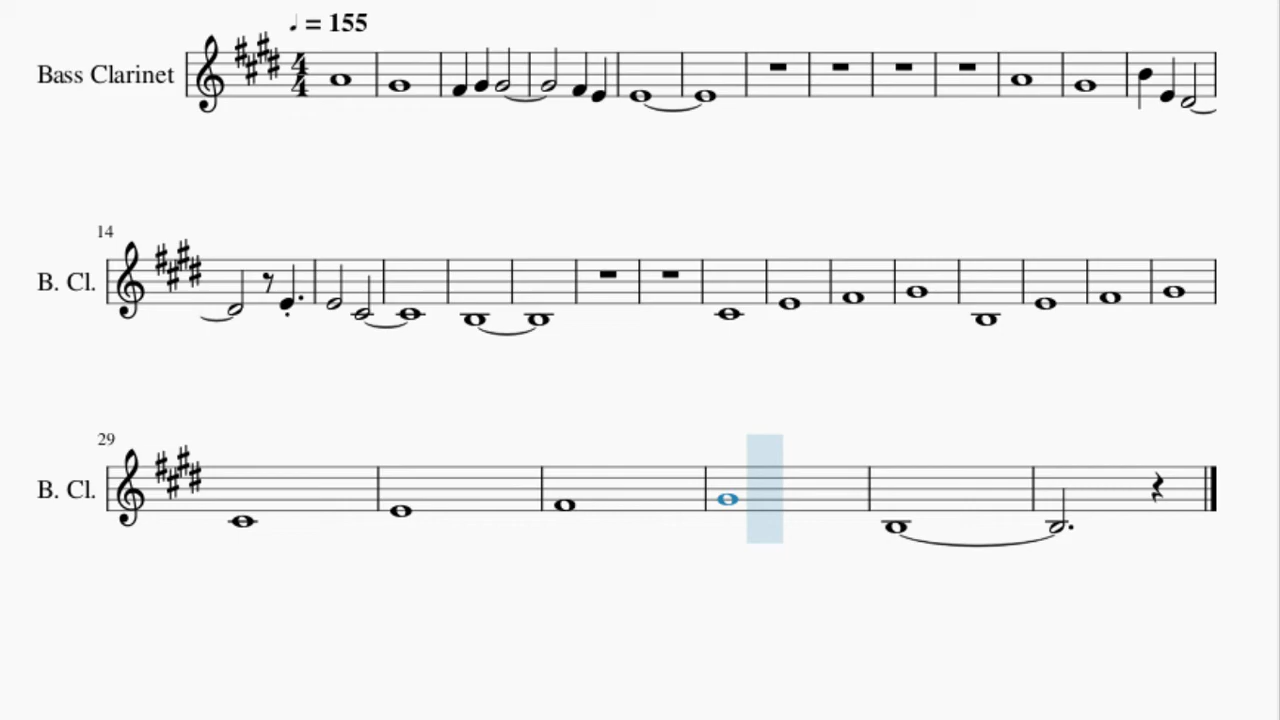 ♩ = 155
Bass Clarinet
4
4
14
B. Cl.
29
B. Cl.